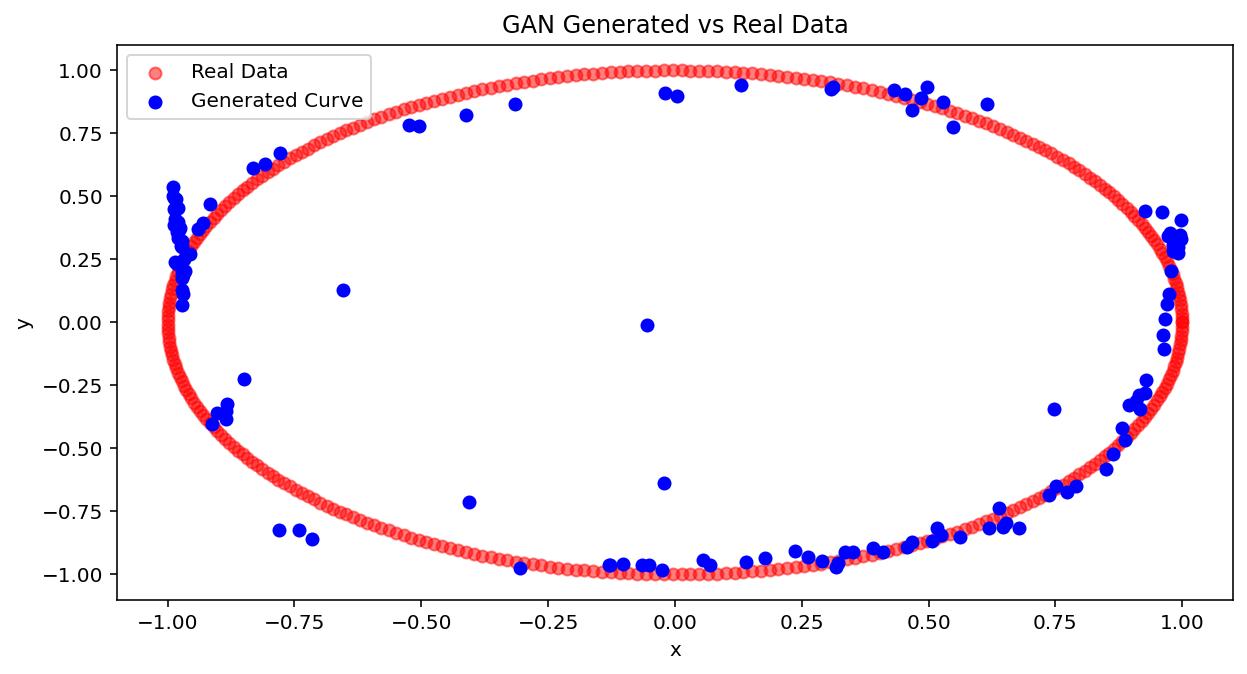 GAN Generated vs Real Data
Real Data
Generated Curve
1.00
0.75
0.50
0.25
0.00
−0.25
−0.50
−0.75
−1.00
y
−1.00 −0.75 −0.50 −0.25 0.00 0.25 0.50 0.75 1.00
x